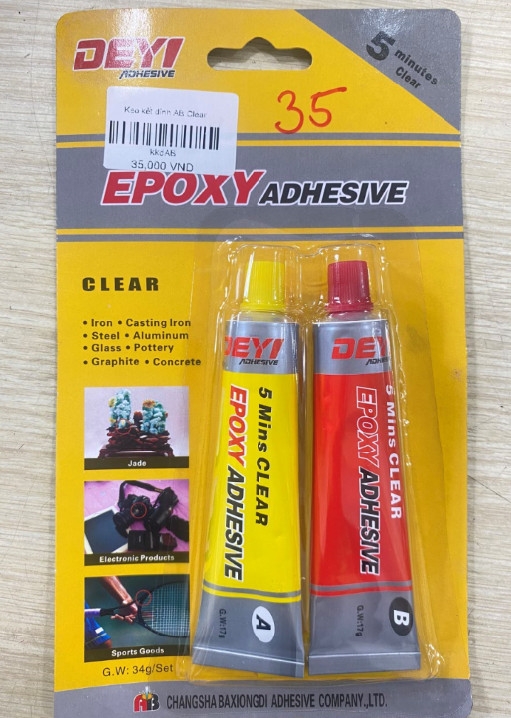 DEYI
ADHESIVE
5 minutes
Clear
35
Keo kết dính AB Clear
kkdAB
35,000 VND
EPOXY ADHESIVE
CLEAR
• Iron • Casting Iron
• Steel • Aluminum
• Glass • Pottery
• Graphite • Concrete
Jade
Electronic Products
Sports Goods
G.W: 34g/Set
DEYI
ADHESIVE
5 Mins CLEAR
EPOXY ADHESIVE
G.W:17g
A
DEYI
ADHESIVE
5 Mins CLEAR
EPOXY ADHESIVE
G.W:17g
B
AB CHANGSHA BAXIONGDI ADHESIVE COMPANY.,LTD.